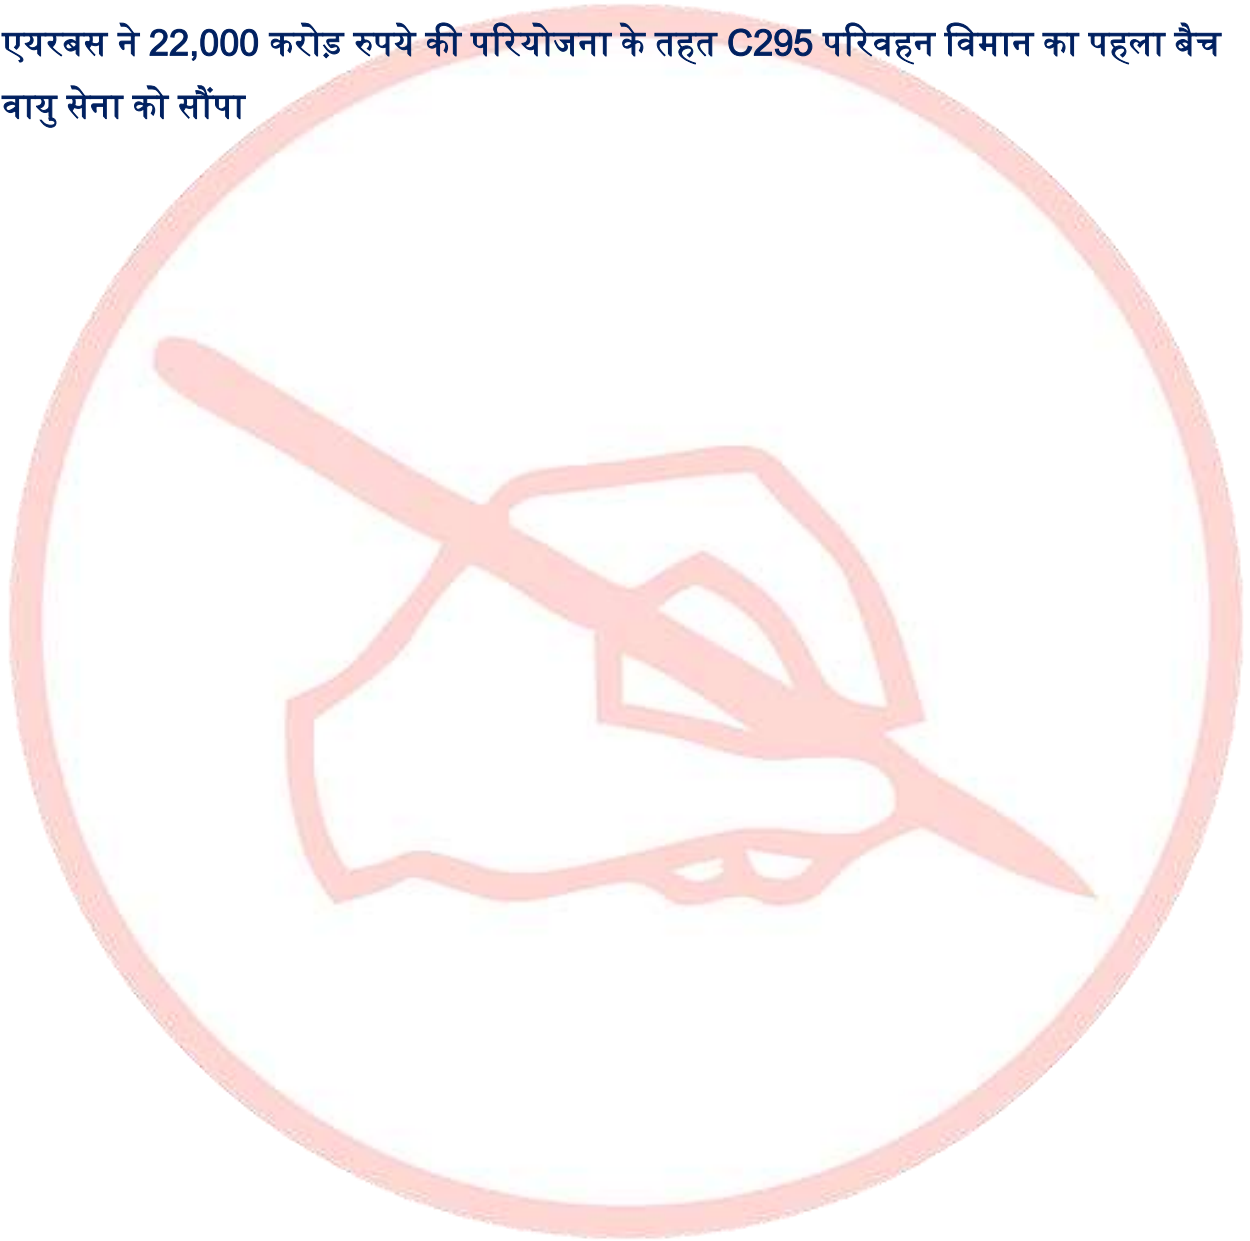 एयरबस ने 22,000 करोड़ रुपये की परियोजना के तहत C295 परिवहन विमान का पहला बैच
वायु सेना को सौंपा